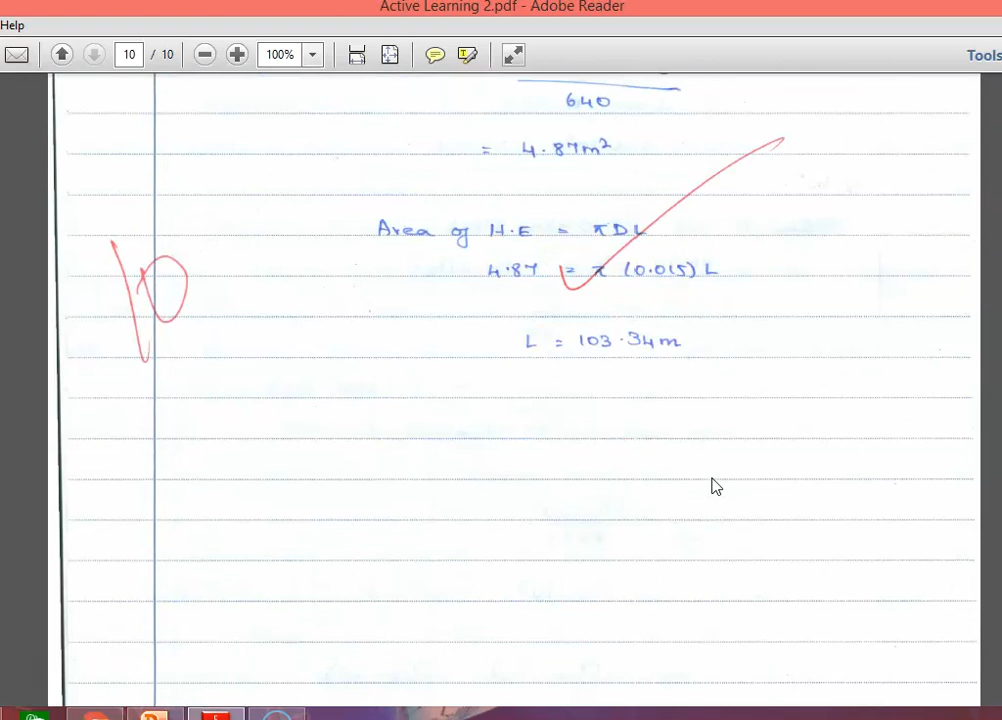 Active Learning 2.pdf - Adobe Reader
Help
10 / 10 100% Tools
640
= 4.87m²
Area of H.E = πDL
4.87 = π (0.015) L
10
L = 103.34m